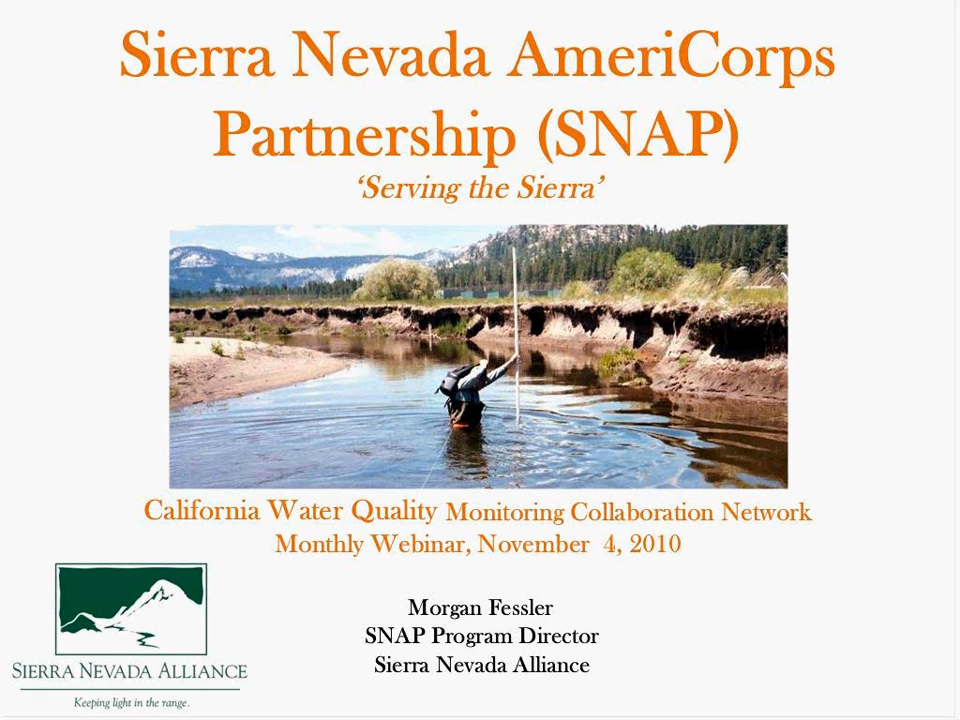 Sierra Nevada AmeriCorps
Partnership (SNAP)
‘Serving the Sierra’
California Water Quality Monitoring Collaboration Network
Monthly Webinar, November 4, 2010
Morgan Fessler
SNAP Program Director
Sierra Nevada Alliance
SIERRA NEVADA ALLIANCE
Keeping light in the range.